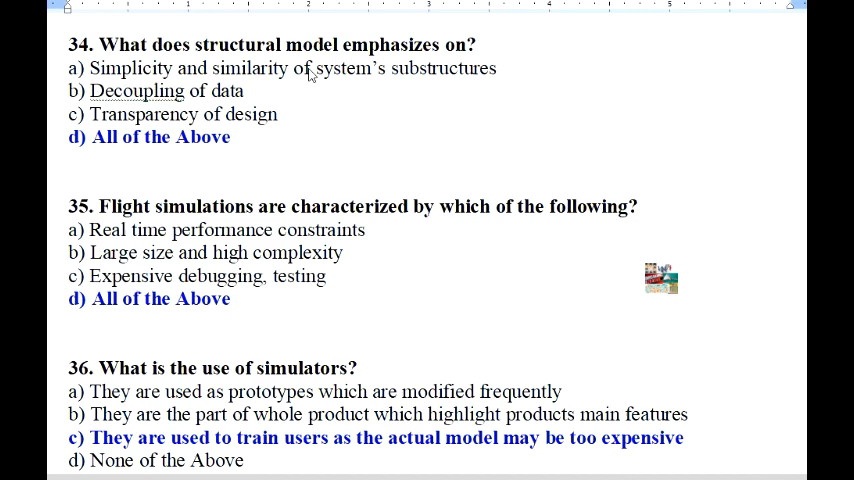 1 2 3 4 5
34. What does structural model emphasizes on?
a) Simplicity and similarity of system's substructures
b) Decoupling of data
c) Transparency of design
d) All of the Above
35. Flight simulations are characterized by which of the following?
a) Real time performance constraints
b) Large size and high complexity
c) Expensive debugging, testing
d) All of the Above
36. What is the use of simulators?
a) They are used as prototypes which are modified frequently
b) They are the part of whole product which highlight products main features
c) They are used to train users as the actual model may be too expensive
d) None of the Above